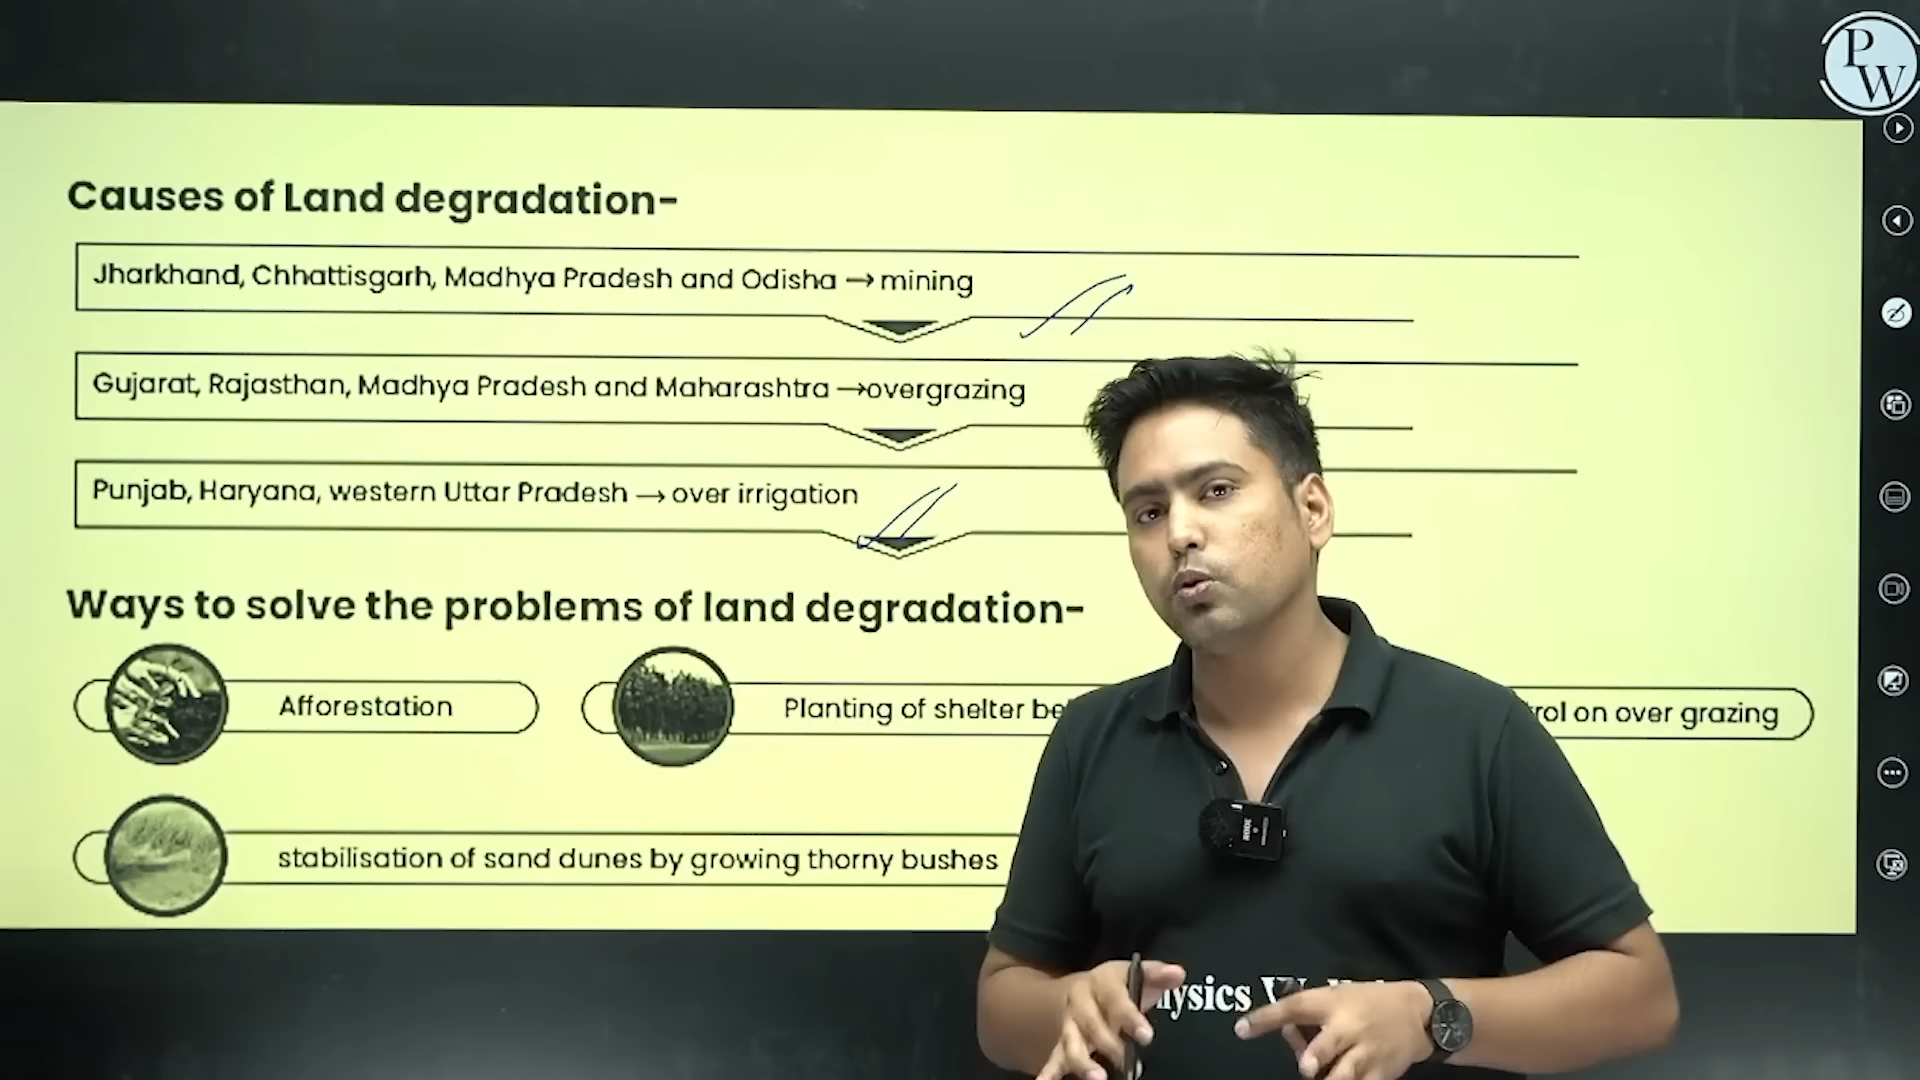 P
W
Causes of Land degradation-
Jharkhand, Chhattisgarh, Madhya Pradesh and Odisha → mining
Gujarat, Rajasthan, Madhya Pradesh and Maharashtra →overgrazing
Punjab, Haryana, western Uttar Pradesh → over irrigation
Ways to solve the problems of land degradation-
Afforestation
Planting of shelter
on over grazing
stabilisation of sand dunes by growing thorny bushes
RODE